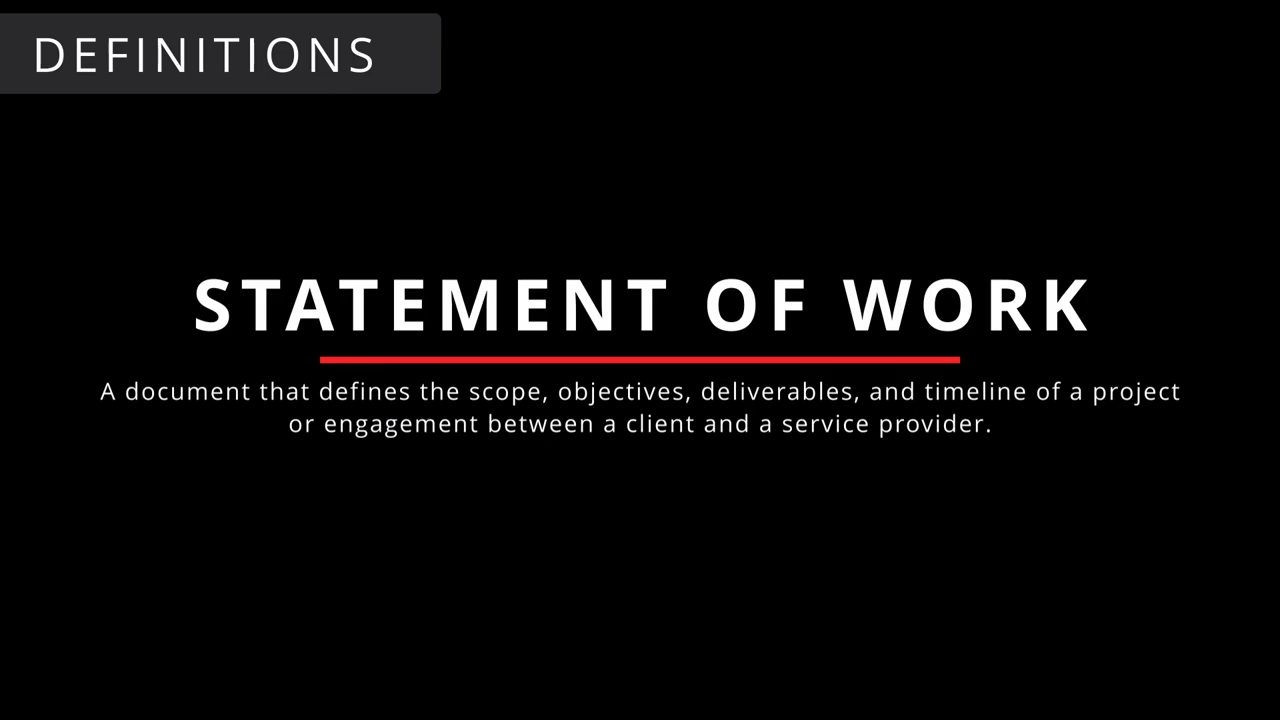 DEFINITIONS
STATEMENT OF WORK
A document that defines the scope, objectives, deliverables, and timeline of a project
or engagement between a client and a service provider.